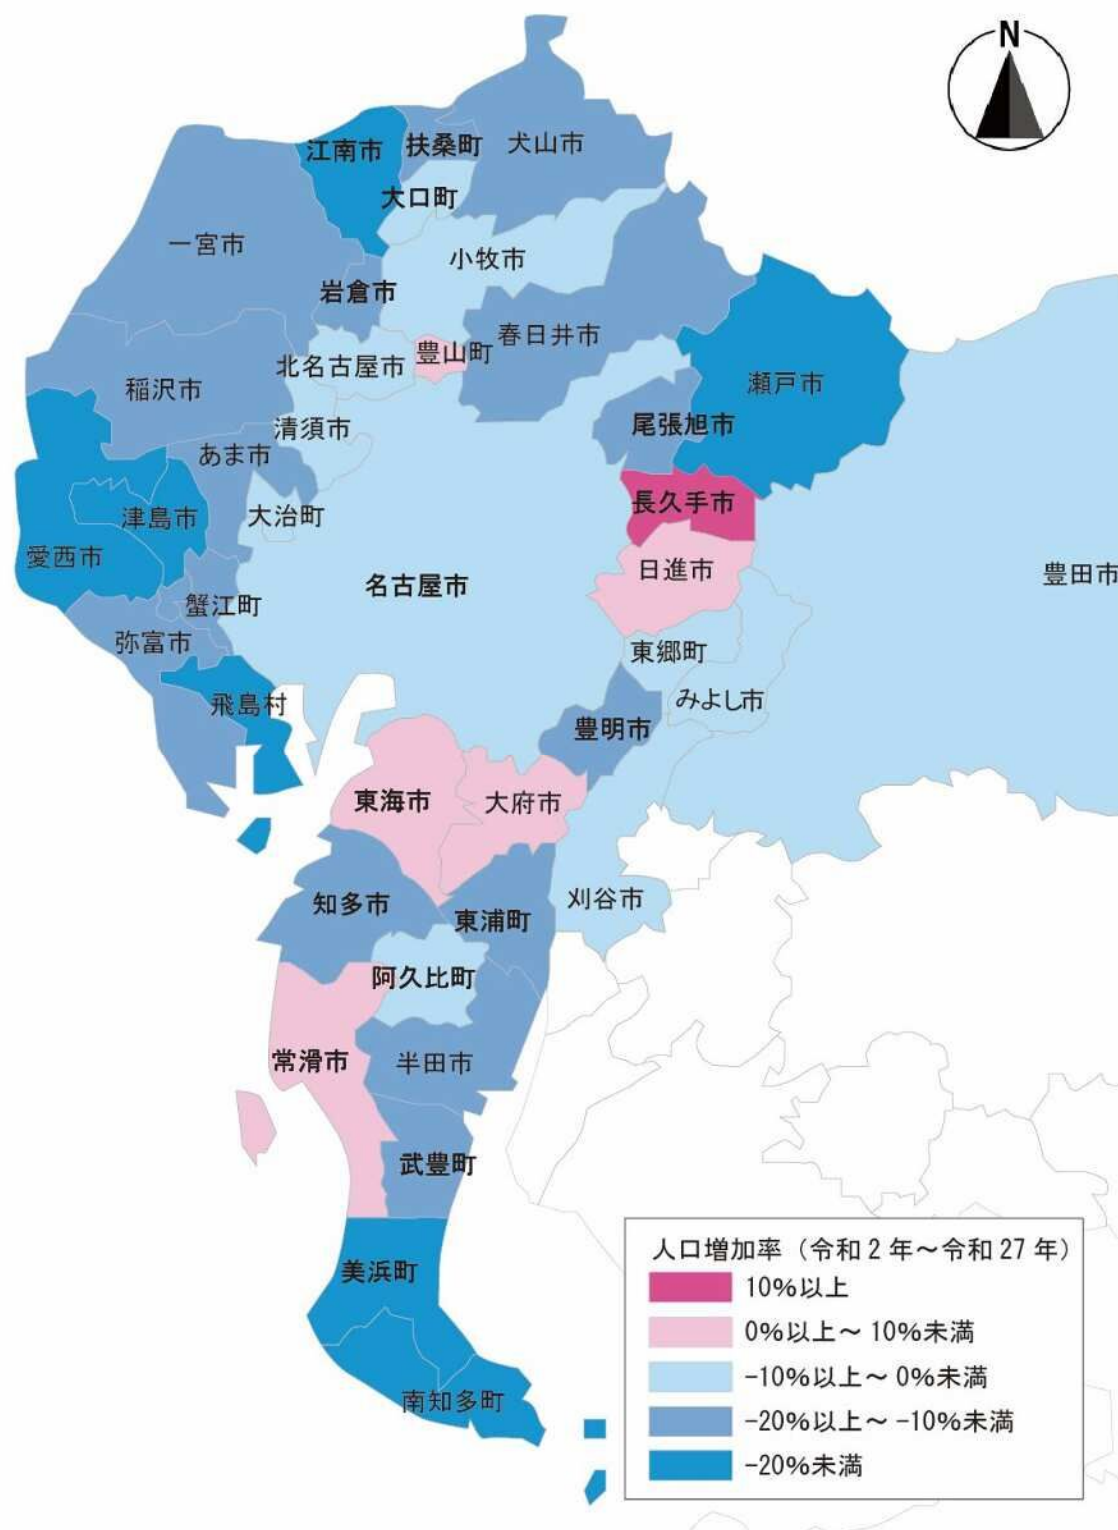 N
江南市
扶桑町
犬山市
大口町
一宮市
小牧市
岩倉市
春日井市
豊山町
北名古屋市
稲沢市
瀬戸市
清須市
尾張旭市
あま市
長久手市
大治町
津島市
愛西市
日進市
豊田市
名古屋市
蟹江町
弥富市
東郷町
みよし市
飛島村
豊明市
東海市
大府市
知多市
東浦町
刈谷市
阿久比町
常滑市
半田市
武豊町
美浜町
南知多町
人口増加率（令和2年～令和27年）
10%以上
0%以上～10%未満
-10%以上～0%未満
-20%以上～-10%未満
-20%未満